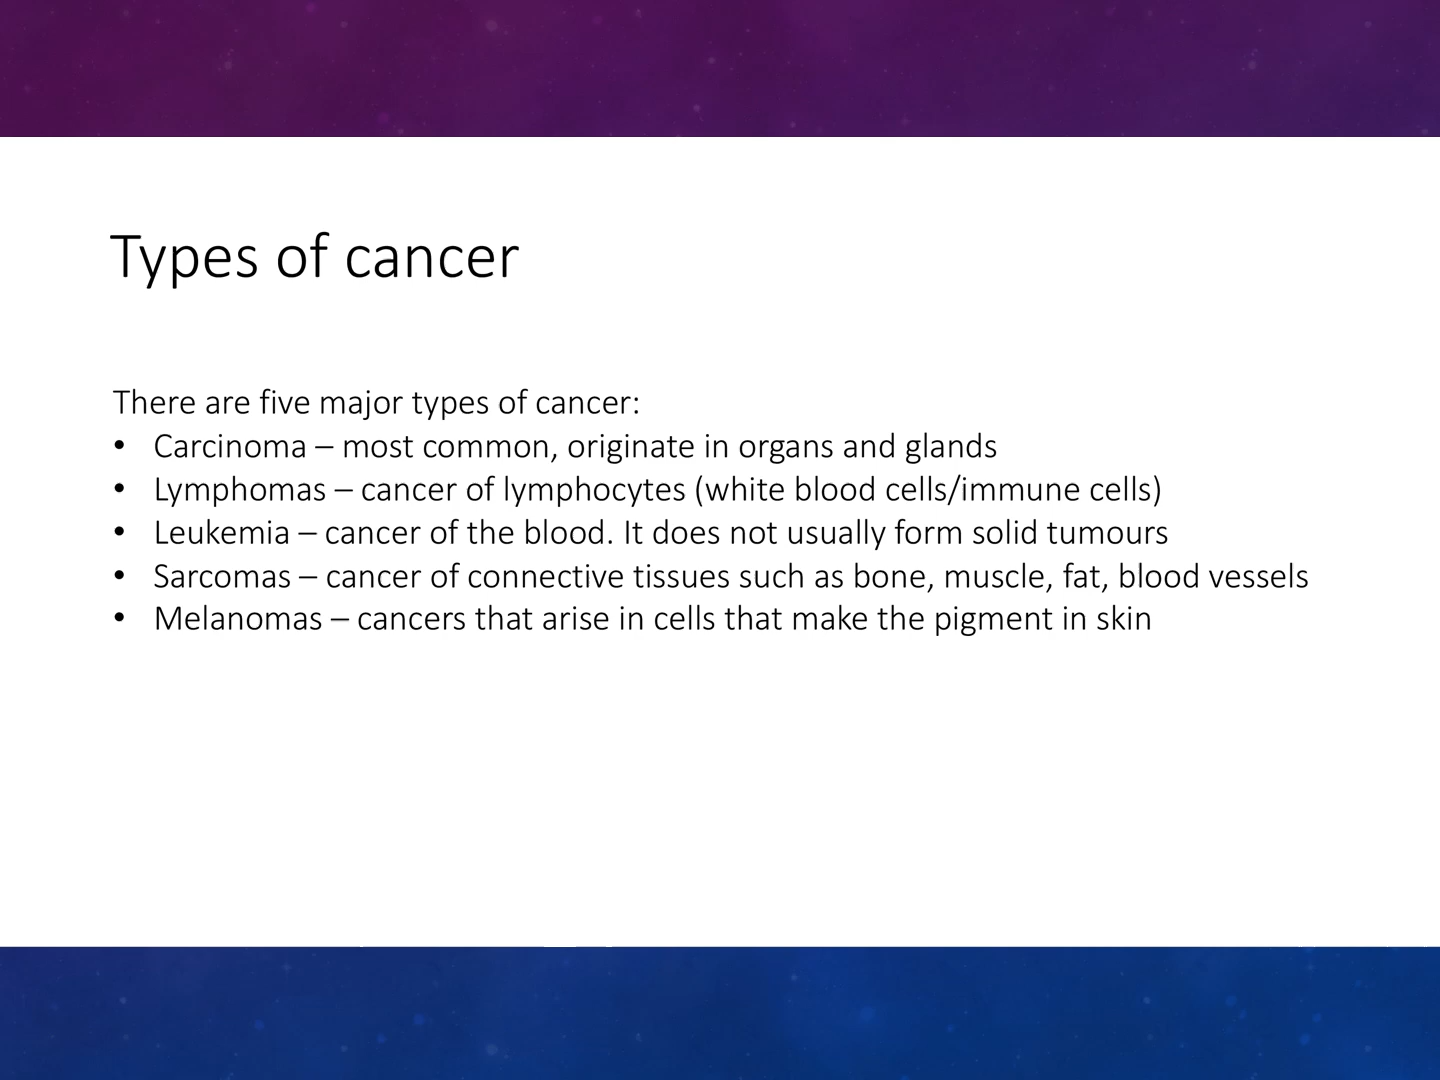 Types of cancer
There are five major types of cancer:
• Carcinoma – most common, originate in organs and glands
• Lymphomas – cancer of lymphocytes (white blood cells/immune cells)
• Leukemia – cancer of the blood. It does not usually form solid tumours
• Sarcomas – cancer of connective tissues such as bone, muscle, fat, blood vessels
• Melanomas – cancers that arise in cells that make the pigment in skin